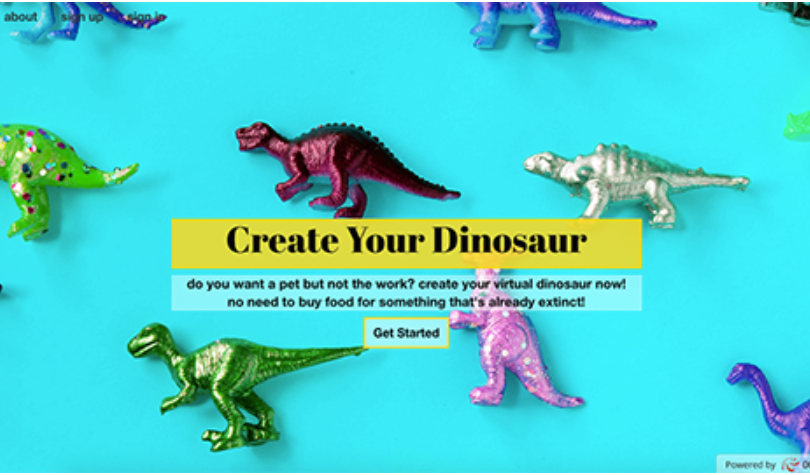 about sign up sign in
Create Your Dinosaur
do you want a pet but not the work? create your virtual dinosaur now!
no need to buy food for something that's already extinct!
Get Started
Powered by